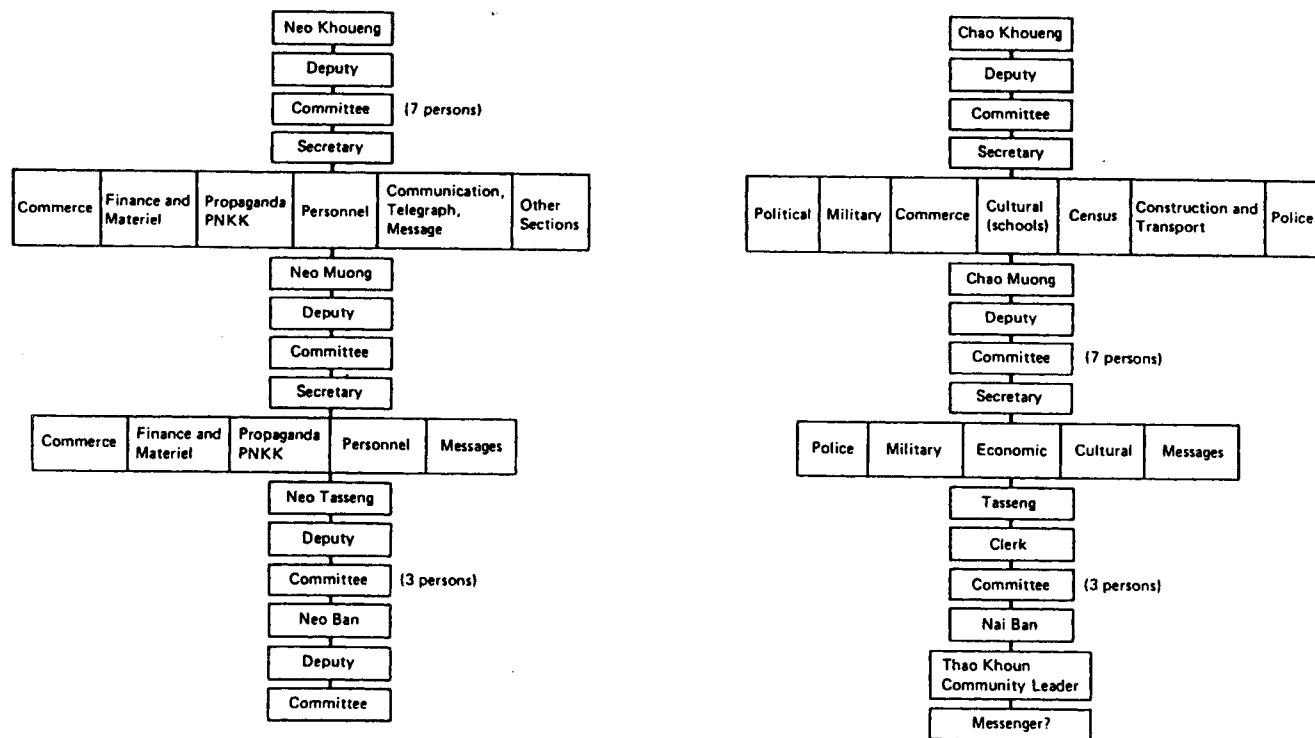 Neo Khoueng
Deputy
Committee (7 persons)
Secretary
Commerce
Finance and
Materiel
Propaganda
PNKK
Personnel
Communication,
Telegraph,
Message
Other
Sections
Neo Muong
Deputy
Committee
Secretary
Commerce
Finance and
Materiel
Propaganda
PNKK
Personnel
Messages
Neo Tasseng
Deputy
Committee (3 persons)
Neo Ban
Deputy
Committee
Chao Khoueng
Deputy
Committee
Secretary
Political
Military
Commerce
Cultural
(schools)
Census
Construction and
Transport
Police
Chao Muong
Deputy
Committee (7 persons)
Secretary
Police
Military
Economic
Cultural
Messages
Tasseng
Clerk
Committee (3 persons)
Nai Ban
Thao Khoun
Community Leader
Messenger?